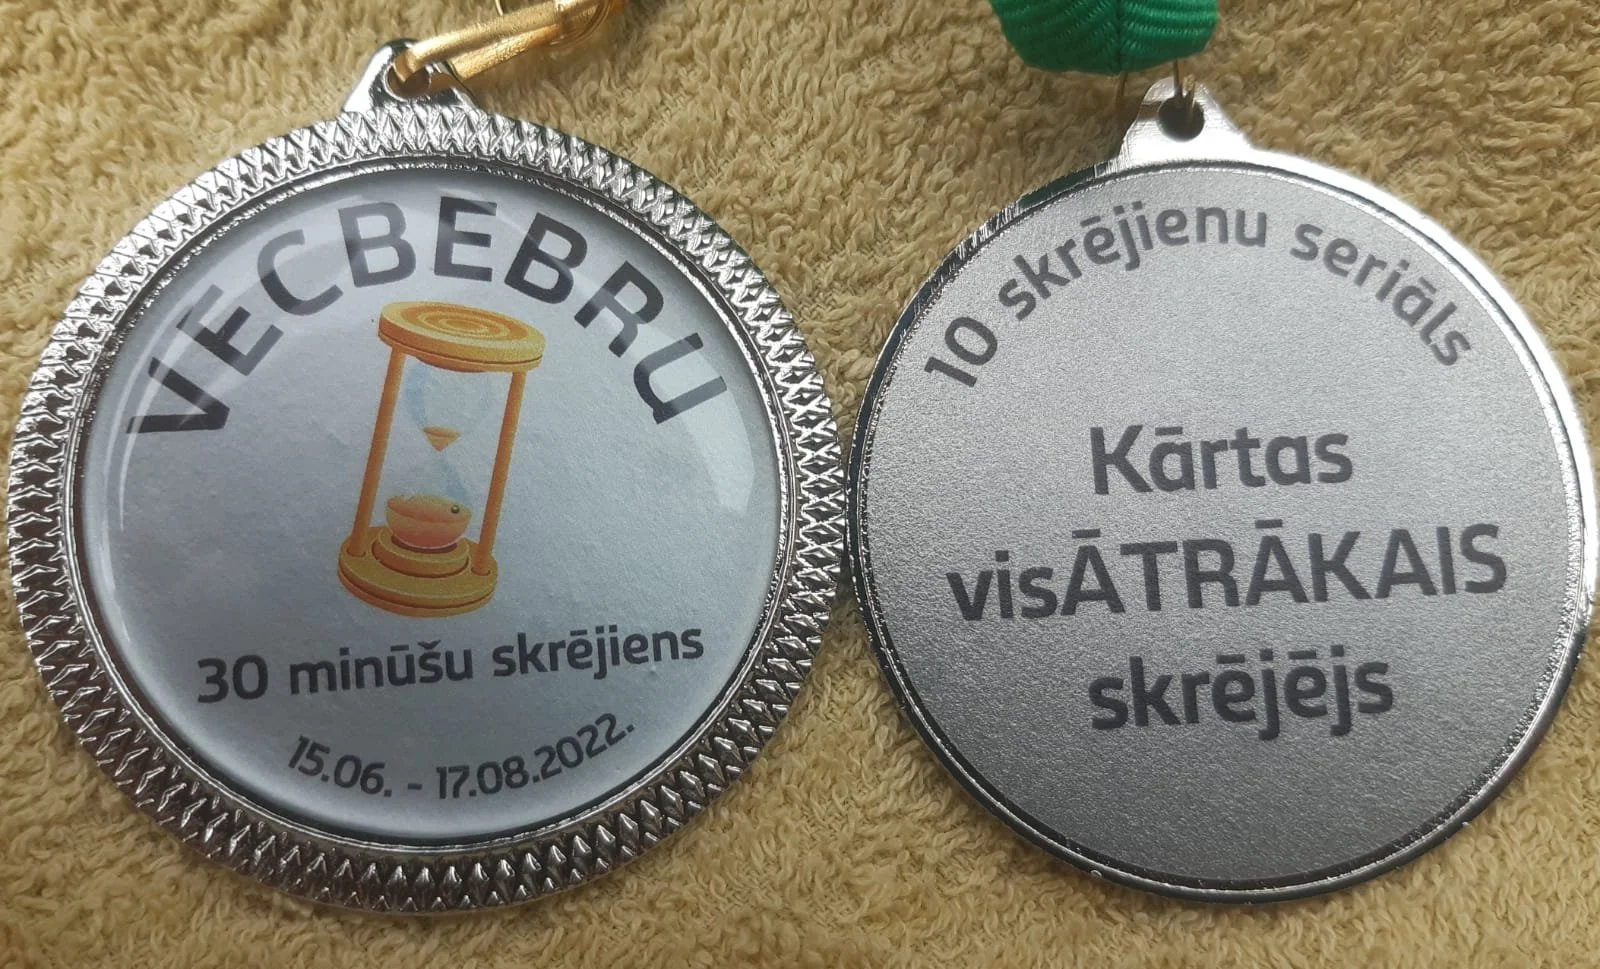 VECBEBRU
30 minūšu skrējiens
15.06. - 17.08.2022.
10 skrējienu seriāls
Kārtas
visĀTRĀKAIS
skrējējs